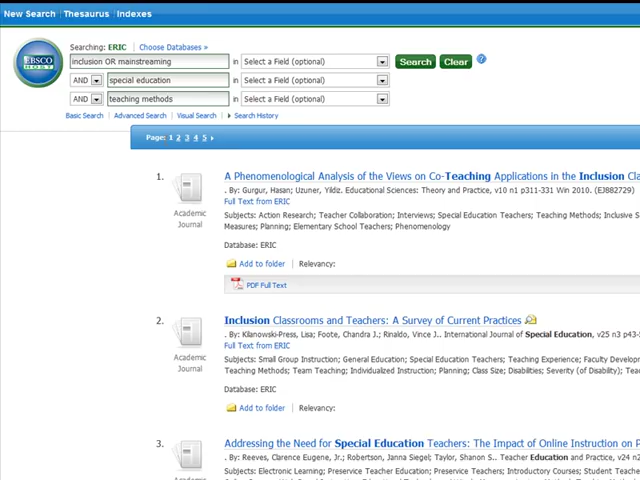 New Search | Thesaurus | Indexes
EBSCO
HOST
Searching: ERIC | Choose Databases »
inclusion OR mainstreaming in Select a Field (optional) Search Clear ?
AND special education in Select a Field (optional)
AND teaching methods in Select a Field (optional)
Basic Search | Advanced Search | Visual Search | Search History
Page: 1 2 3 4 5
1. A Phenomenological Analysis of the Views on Co-Teaching Applications in the Inclusion Cla
. By: Gurgur, Hasan; Uzuner, Yildiz. Educational Sciences: Theory and Practice, v10 n1 p311-331 Win 2010. (EJ882729)
Full Text from ERIC
Academic
Journal
Subjects: Action Research; Teacher Collaboration; Interviews; Special Education Teachers; Teaching Methods; Inclusive S
Measures; Planning; Elementary School Teachers; Phenomenology
Database: ERIC
Add to folder | Relevancy:
PDF Full Text
2. Inclusion Classrooms and Teachers: A Survey of Current Practices
. By: Kilanowski-Press, Lisa; Foote, Chandra J.; Rinaldo, Vince J.. International Journal of Special Education, v25 n3 p43-
Full Text from ERIC
Academic
Journal
Subjects: Small Group Instruction; General Education; Special Education Teachers; Teaching Experience; Faculty Develop
Teaching Methods; Team Teaching; Individualized Instruction; Planning; Class Size; Disabilities; Severity (of Disability); Tea
Database: ERIC
Add to folder | Relevancy:
3. Addressing the Need for Special Education Teachers: The Impact of Online Instruction on P
. By: Reeves, Clarence Eugene, Jr.; Robertson, Janna Siegel; Taylor, Shanon S.. Teacher Education and Practice, v24 n2
Subjects: Electronic Learning; Preservice Teacher Education; Preservice Teachers; Introductory Courses; Student Teache